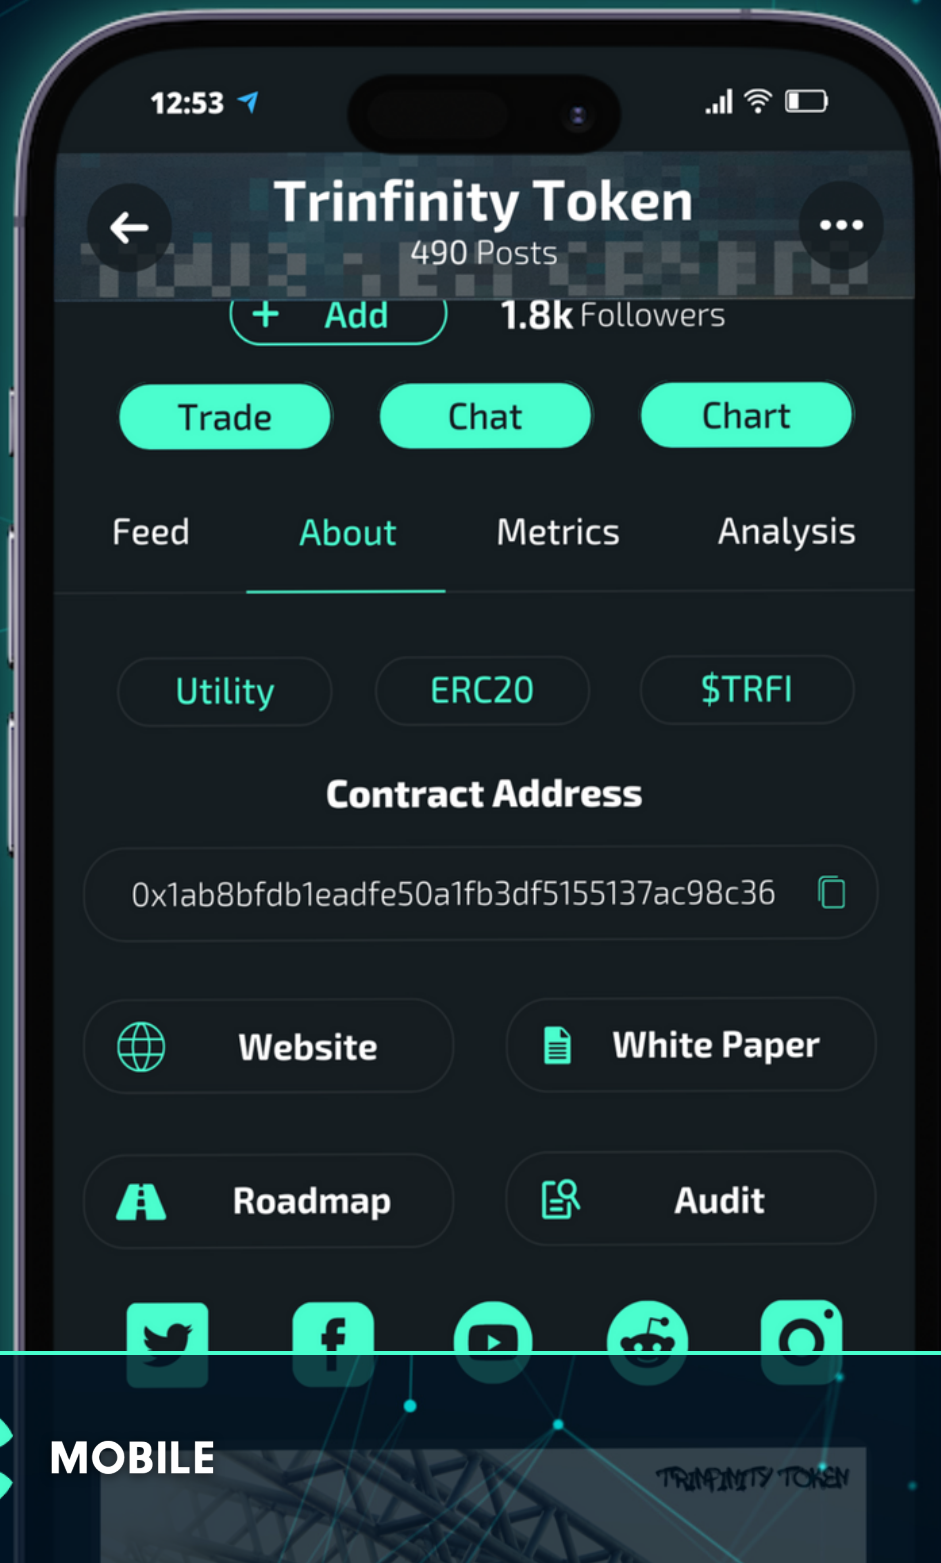 12:53
Trinfinity Token
490 Posts
+ Add 1.8k Followers
Trade Chat Chart
Feed About Metrics Analysis
Utility ERC20 $TRFI
Contract Address
0x1ab8bfdb1eadfe50a1fb3df5155137ac98c36
Website White Paper
Roadmap Audit
MOBILE
TRINFINITY TOKEN